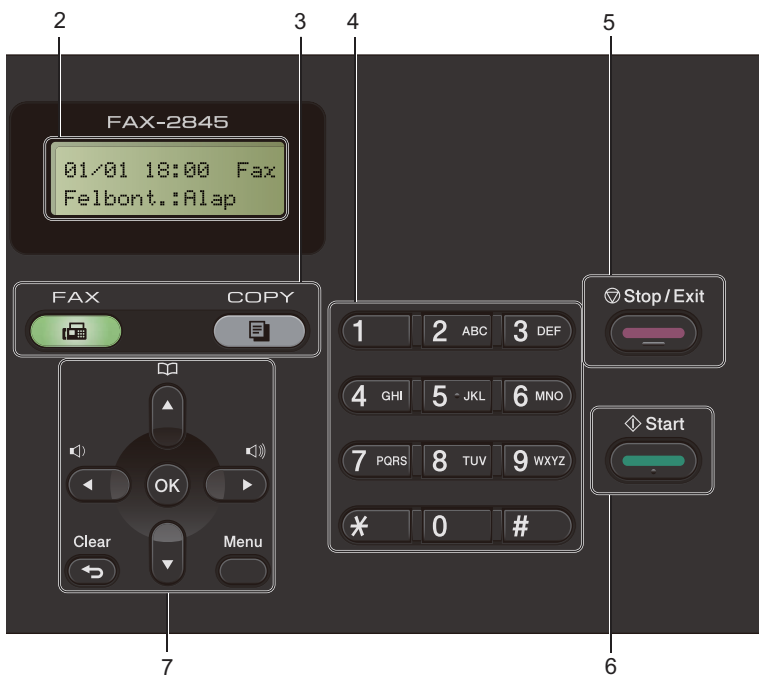 2
3
4
5
FAX-2845
01/01 18:00 Fax
Felbont.:Alap
FAX
COPY
Stop / Exit
1
2 ABC
3 DEF
4 GHI
5 JKL
6 MNO
Start
7 PQRS
8 TUV
9 WXYZ
OK
Clear
Menu
* 
0
#
7
6